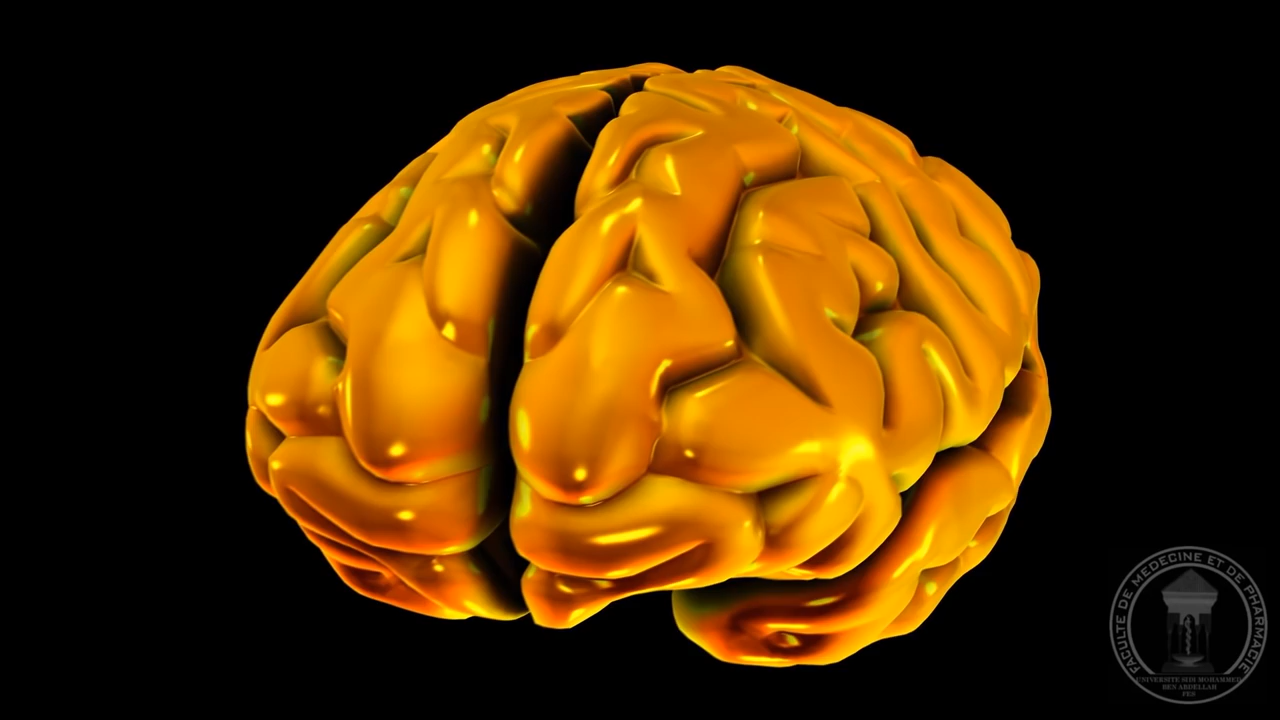 FACULTE DE MEDECINE ET DE PHARMACIE
UNIVERSITE SIDI MOHAMMED
BEN ABDELLAH
FES